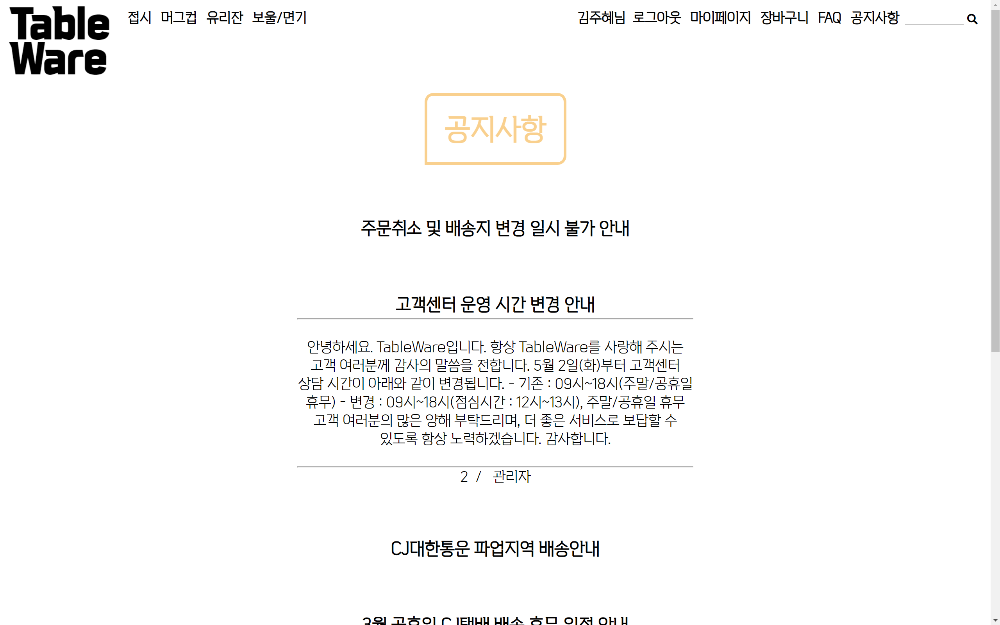 Table
Ware
접시 머그컵 유리잔 보울/면기
김주혜님 로그아웃 마이페이지 장바구니 FAQ 공지사항
공지사항
주문취소 및 배송지 변경 일시 불가 안내
고객센터 운영 시간 변경 안내
안녕하세요. TableWare입니다. 항상 TableWare를 사랑해 주시는
고객 여러분께 감사의 말씀을 전합니다. 5월 2일(화)부터 고객센터
상담 시간이 아래와 같이 변경됩니다. - 기존 : 09시~18시(주말/공휴일
휴무) - 변경 : 09시~18시(점심시간 : 12시~13시), 주말/공휴일 휴무
고객 여러분의 많은 양해 부탁드리며, 더 좋은 서비스로 보답할 수
있도록 항상 노력하겠습니다. 감사합니다.
2 / 관리자
CJ대한통운 파업지역 배송안내
3월 공휴일 CJ택배 배송 휴무 일정 안내